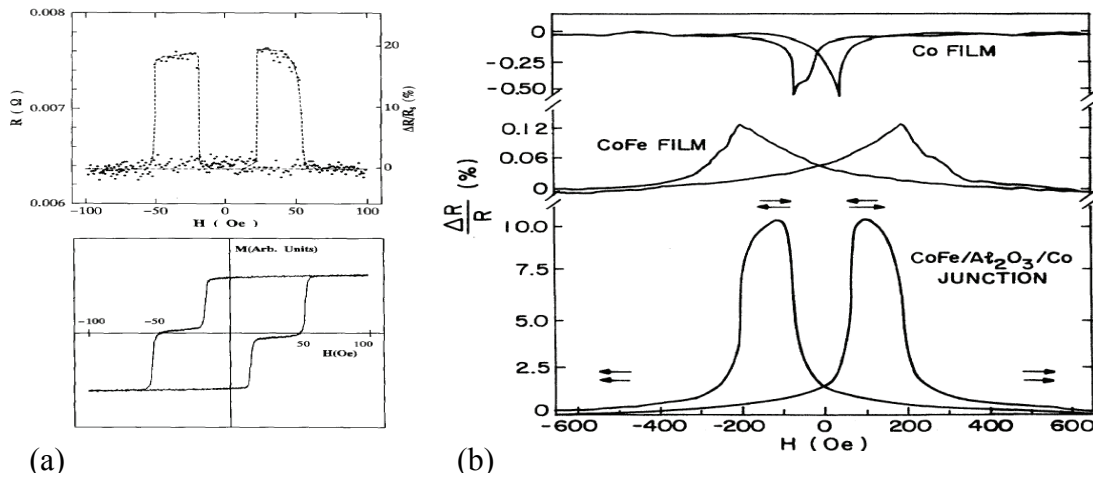 0.008
0.007
0.006
R (Ω)
20
10
0
ΔR/R_s (%)
-100
-50
0
50
100
H ( Oe)
M(Arb. Units)
-100
-50
50
100
H(Oe)
(a)
0
-0.25
-0.50
Co FILM
0.12
0.06
0
CoFe FILM
ΔR/R (%)
10.0
7.5
5.0
2.5
0
CoFe/Aℓ₂O₃/Co
JUNCTION
-600
-400
-200
0
200
400
600
H (Oe)
(b)